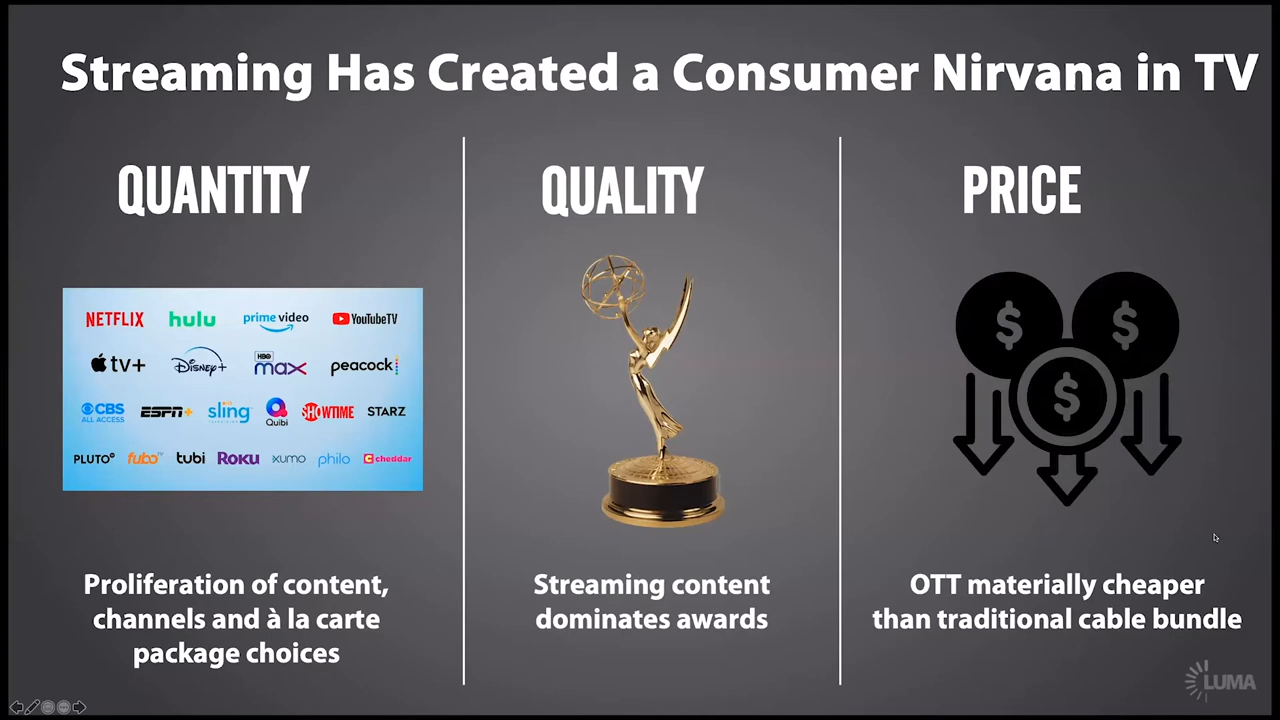 Streaming Has Created a Consumer Nirvana in TV
QUANTITY
NETFLIX
hulu
prime video
YouTubeTV
tv+
Disney+
HBO
max
peacock
CBS
ALL ACCESS
ESPN+
sling
Quibi
SHOWTIME
STARZ
PLUTO TV
fubo TV
tubi
ROKU
XUMO
philo
cheddar
Proliferation of content,
channels and à la carte
package choices
QUALITY
Streaming content
dominates awards
PRICE
$ $
$
OTT materially cheaper
than traditional cable bundle
LUMA